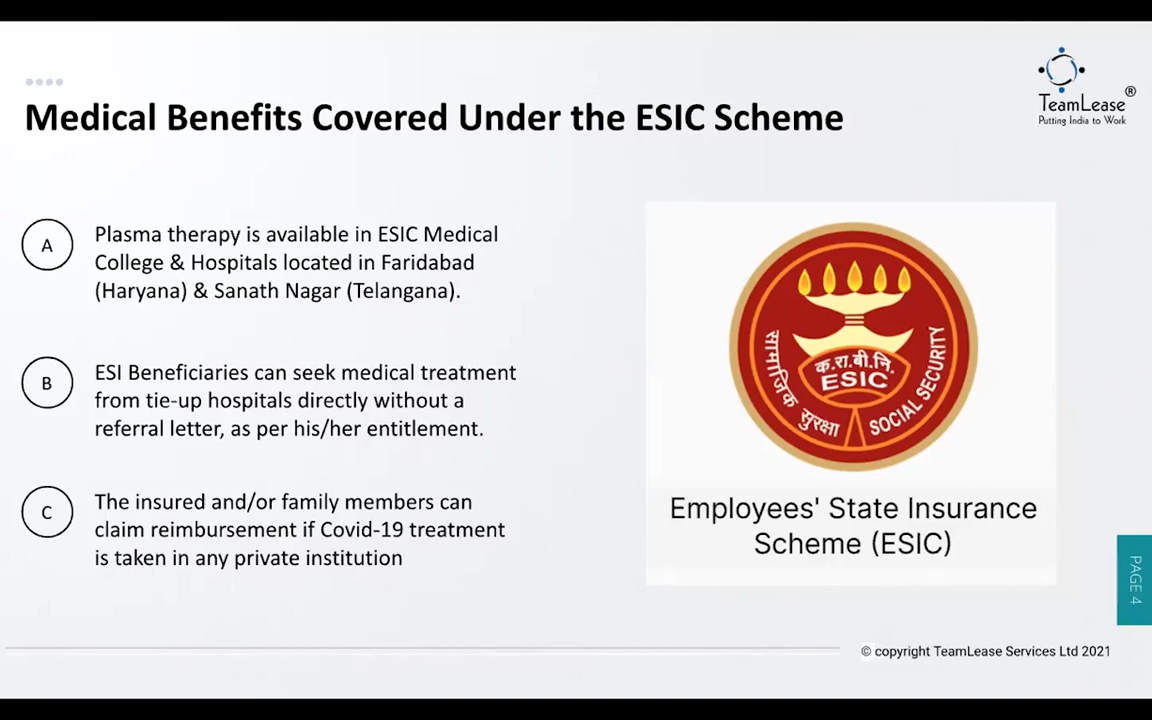 TeamLease®
Putting India to Work
Medical Benefits Covered Under the ESIC Scheme
A
Plasma therapy is available in ESIC Medical
College & Hospitals located in Faridabad
(Haryana) & Sanath Nagar (Telangana).
B
ESI Beneficiaries can seek medical treatment
from tie-up hospitals directly without a
referral letter, as per his/her entitlement.
C
The insured and/or family members can
claim reimbursement if Covid-19 treatment
is taken in any private institution
क.रा.बी.नि.
ESIC
सामाजिक सुरक्षा
SOCIAL SECURITY
Employees' State Insurance
Scheme (ESIC)
PAGE 4
© copyright TeamLease Services Ltd 2021